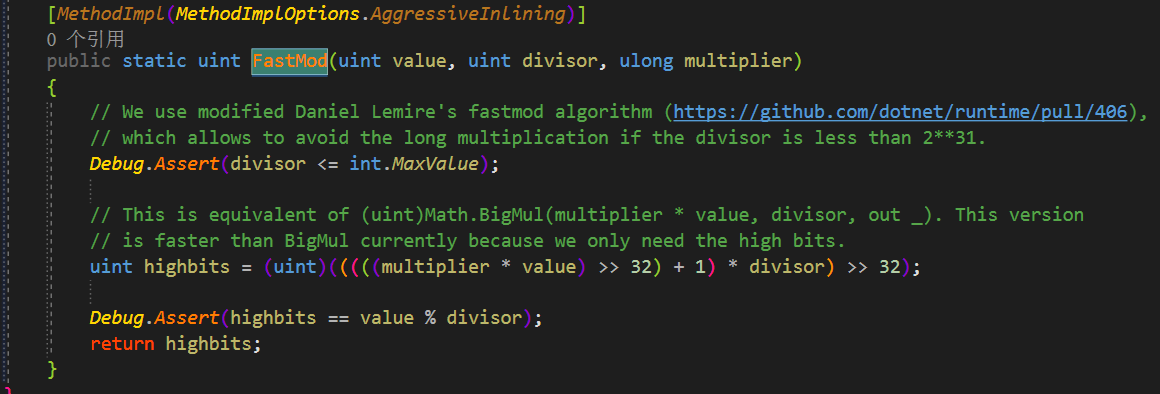 [MethodImpl(MethodImplOptions.AggressiveInlining)]
0 个引用
public static uint FastMod(uint value, uint divisor, ulong multiplier)
{
// We use modified Daniel Lemire's fastmod algorithm (https://github.com/dotnet/runtime/pull/406),
// which allows to avoid the long multiplication if the divisor is less than 2**31.
Debug.Assert(divisor <= int.MaxValue);
// This is equivalent of (uint)Math.BigMul(multiplier * value, divisor, out _). This version
// is faster than BigMul currently because we only need the high bits.
uint highbits = (uint)(((((multiplier * value) >> 32) + 1) * divisor) >> 32);
Debug.Assert(highbits == value % divisor);
return highbits;
}
}